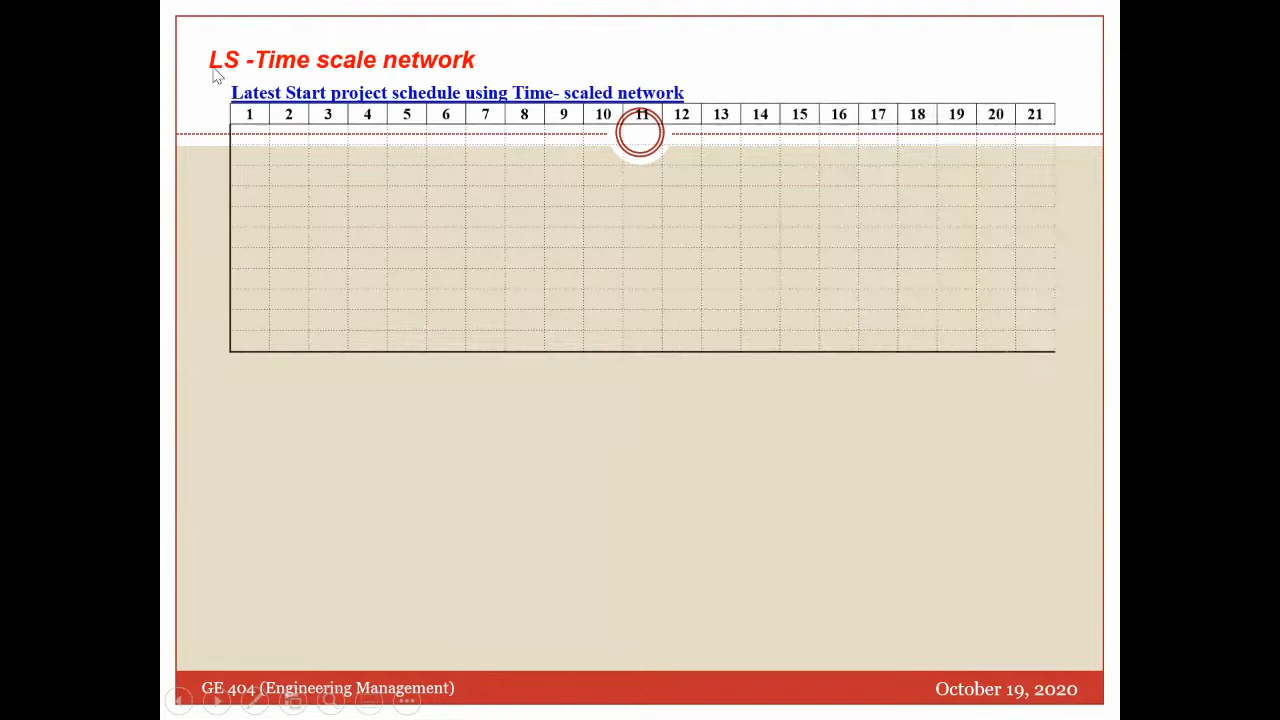 LS -Time scale network
Latest Start project schedule using Time- scaled network
1 2 3 4 5 6 7 8 9 10 11 12 13 14 15 16 17 18 19 20 21
GE 404 (Engineering Management)
October 19, 2020